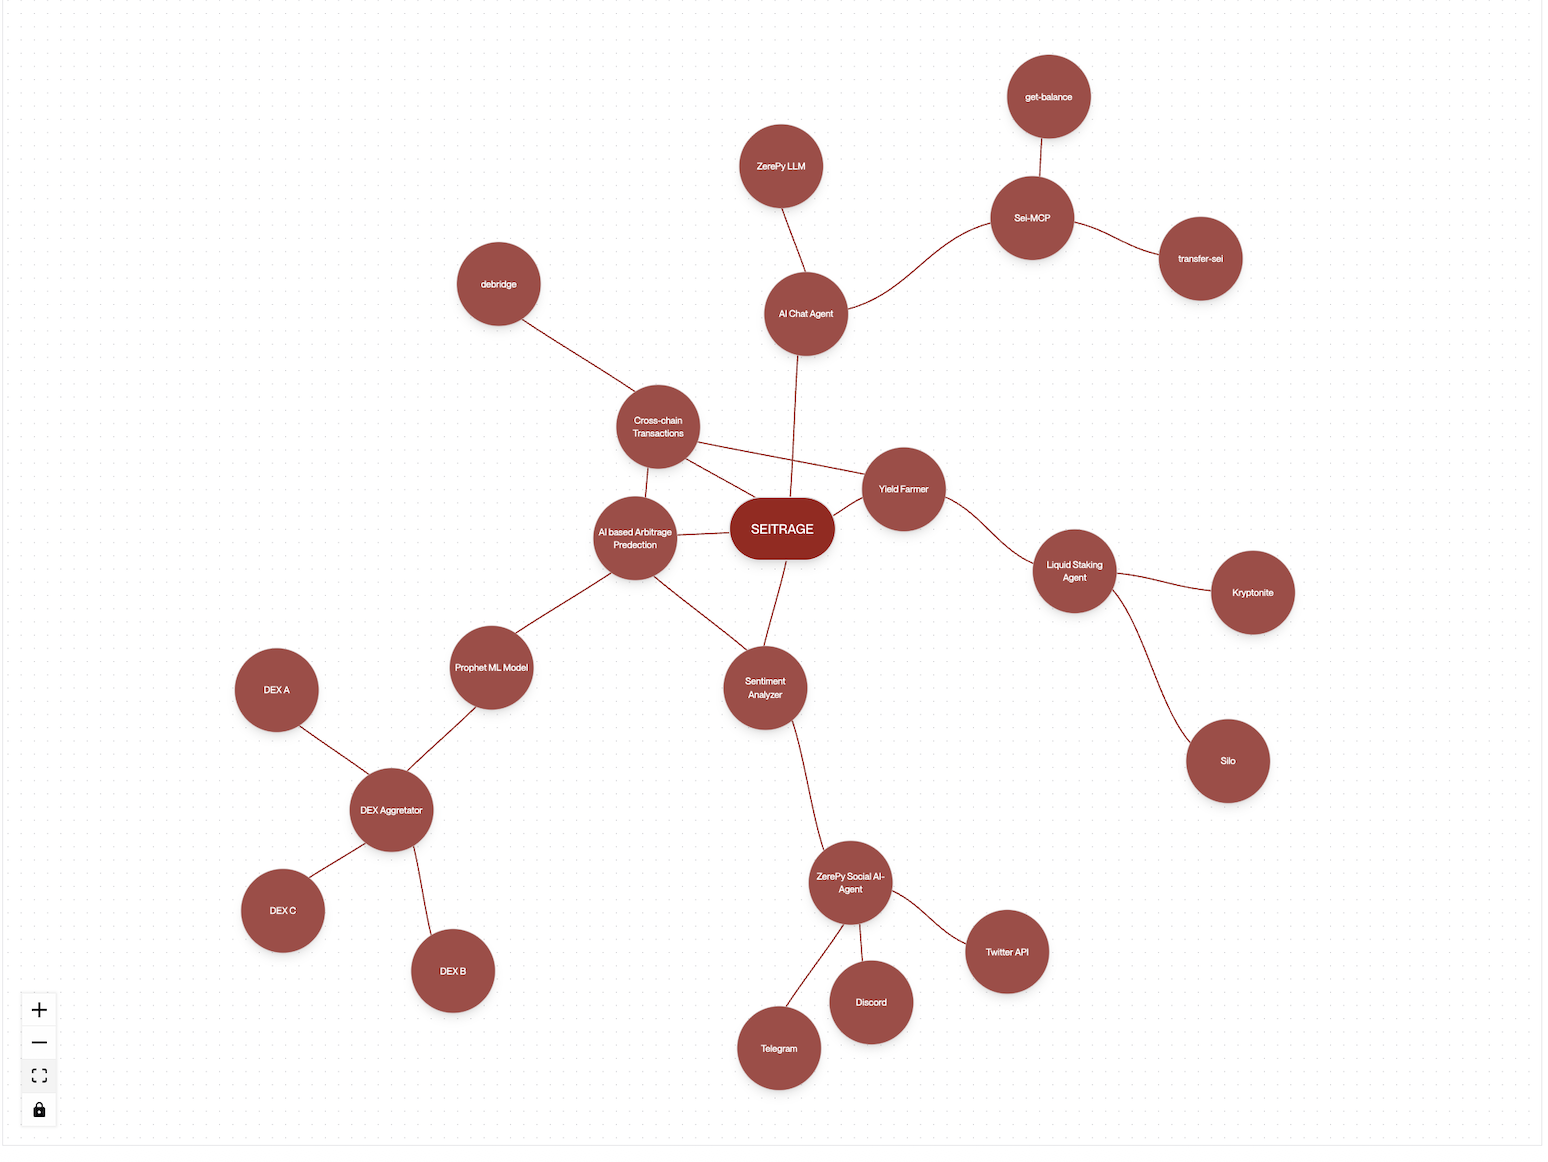 get-balance
ZerePy LLM
Sei-MCP
transfer-sei
debridge
AI Chat Agent
Cross-chain
Transactions
Yield Farmer
SEITRAGE
AI based Arbitrage
Predection
Liquid Staking
Agent
Kryptonite
Prophet ML Model
Sentiment
Analyzer
DEX A
Silo
DEX Aggretator
ZerePy Social AI-
Agent
DEX C
Twitter API
DEX B
Discord
Telegram